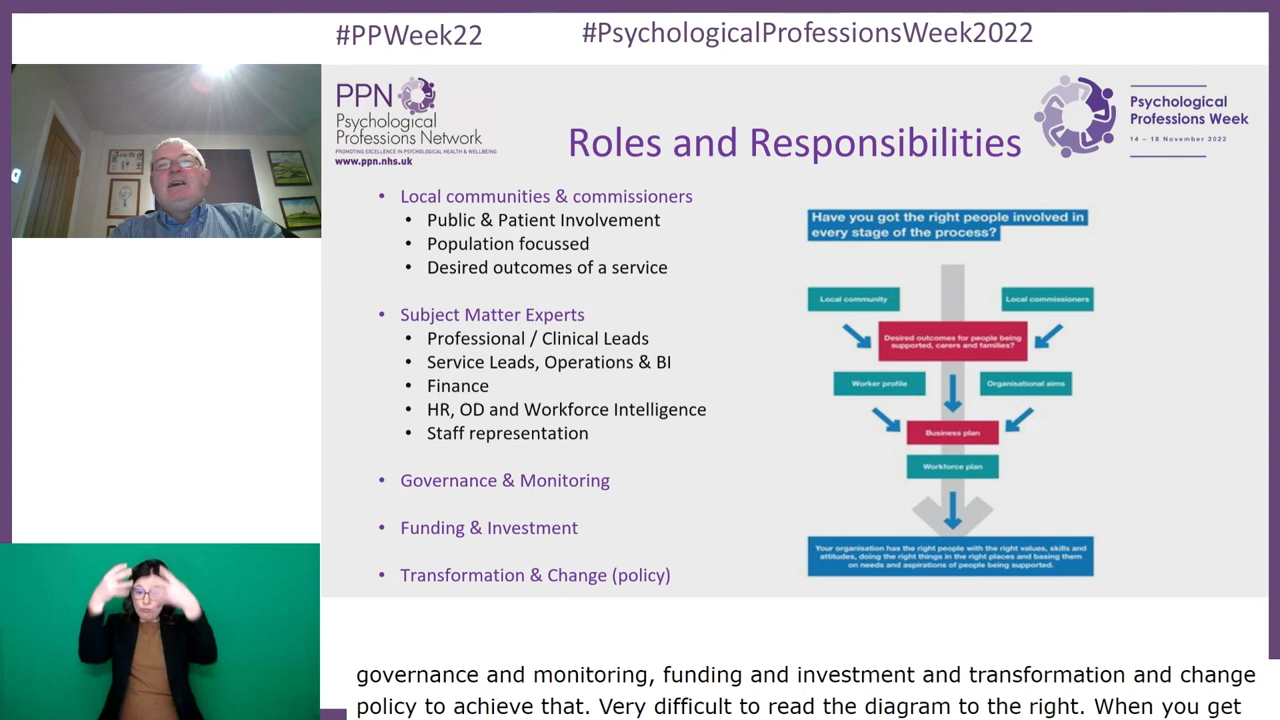 #PPWeek22
#PsychologicalProfessionsWeek2022
PPN
Psychological
Professions Network
PROMOTING EXCELLENCE IN PSYCHOLOGICAL HEALTH & WELLBEING
www.ppn.nhs.uk
Roles and Responsibilities
Psychological
Professions Week
14 – 18 November 2022
• Local communities & commissioners
• Public & Patient Involvement
• Population focussed
• Desired outcomes of a service
• Subject Matter Experts
• Professional / Clinical Leads
• Service Leads, Operations & BI
• Finance
• HR, OD and Workforce Intelligence
• Staff representation
• Governance & Monitoring
• Funding & Investment
• Transformation & Change (policy)
Have you got the right people involved in
every stage of the process?
Local community
Local commissioners
Desired outcomes for people being
supported, carers and families?
Worker profile
Organisational aims
Business plan
Workforce plan
Your organisation has the right people with the right values, skills and
attitudes, doing the right things in the right places and basing them
on needs and aspirations of people being supported.
governance and monitoring, funding and investment and transformation and change
policy to achieve that. Very difficult to read the diagram to the right. When you get